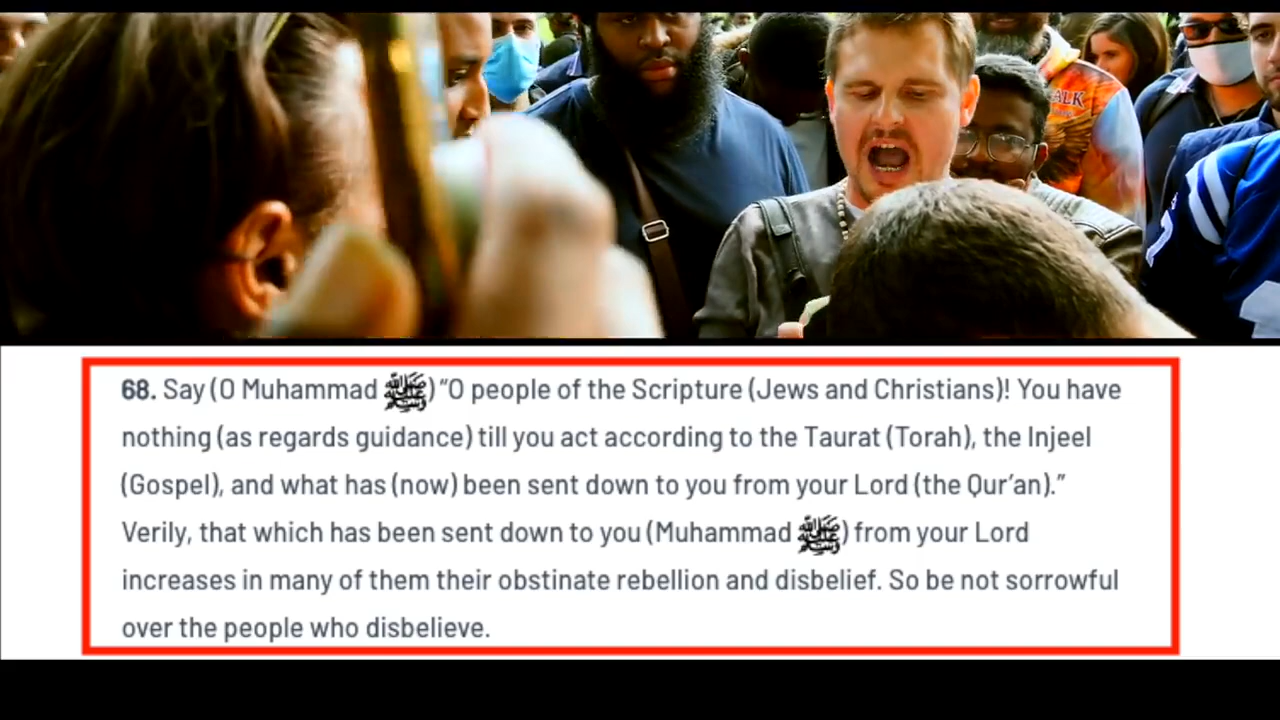 ALK
68. Say (O Muhammad ﷺ) “O people of the Scripture (Jews and Christians)! You have
nothing (as regards guidance) till you act according to the Taurat (Torah), the Injeel
(Gospel), and what has (now) been sent down to you from your Lord (the Qur’an).”
Verily, that which has been sent down to you (Muhammad ﷺ) from your Lord
increases in many of them their obstinate rebellion and disbelief. So be not sorrowful
over the people who disbelieve.